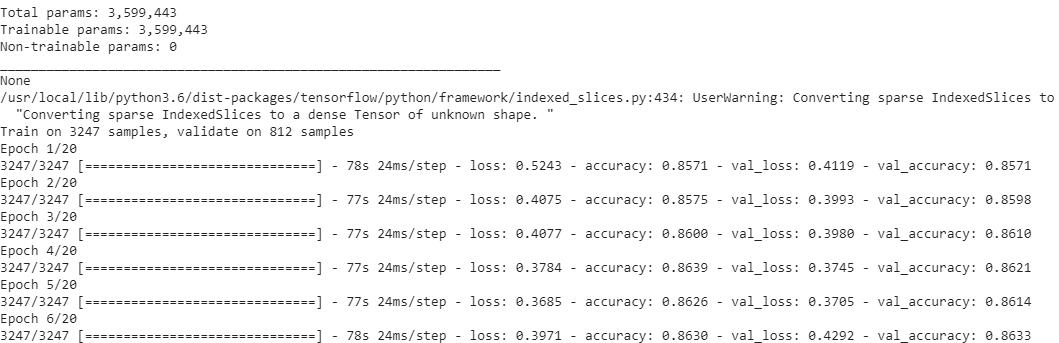 Total params: 3,599,443
Trainable params: 3,599,443
Non-trainable params: 0
_________________________________________________________________
None
/usr/local/lib/python3.6/dist-packages/tensorflow/python/framework/indexed_slices.py:434: UserWarning: Converting sparse IndexedSlices to
"Converting sparse IndexedSlices to a dense Tensor of unknown shape. "
Train on 3247 samples, validate on 812 samples
Epoch 1/20
3247/3247 [==============================] - 78s 24ms/step - loss: 0.5243 - accuracy: 0.8571 - val_loss: 0.4119 - val_accuracy: 0.8571
Epoch 2/20
3247/3247 [==============================] - 77s 24ms/step - loss: 0.4075 - accuracy: 0.8575 - val_loss: 0.3993 - val_accuracy: 0.8598
Epoch 3/20
3247/3247 [==============================] - 77s 24ms/step - loss: 0.4077 - accuracy: 0.8600 - val_loss: 0.3980 - val_accuracy: 0.8610
Epoch 4/20
3247/3247 [==============================] - 77s 24ms/step - loss: 0.3784 - accuracy: 0.8639 - val_loss: 0.3745 - val_accuracy: 0.8621
Epoch 5/20
3247/3247 [==============================] - 77s 24ms/step - loss: 0.3685 - accuracy: 0.8626 - val_loss: 0.3705 - val_accuracy: 0.8614
Epoch 6/20
3247/3247 [==============================] - 78s 24ms/step - loss: 0.3971 - accuracy: 0.8630 - val_loss: 0.4292 - val_accuracy: 0.8633